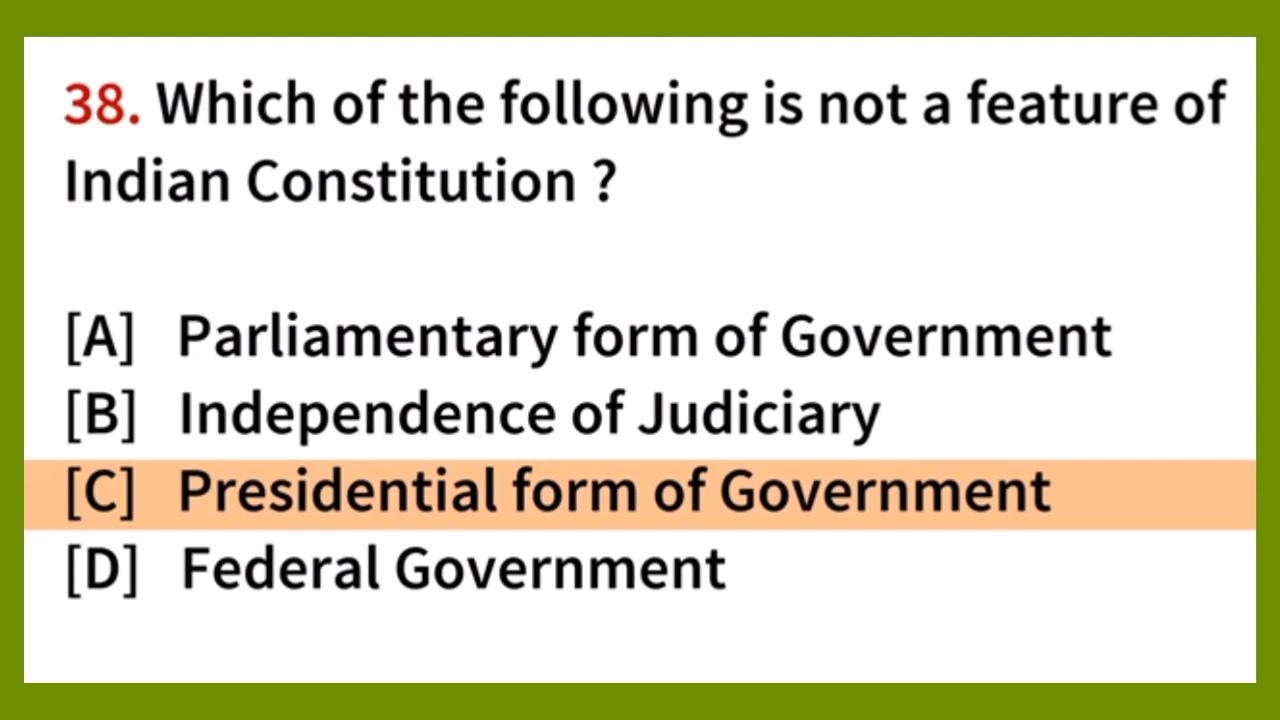 38. Which of the following is not a feature of
Indian Constitution ?
[A] Parliamentary form of Government
[B] Independence of Judiciary
[C] Presidential form of Government
[D] Federal Government